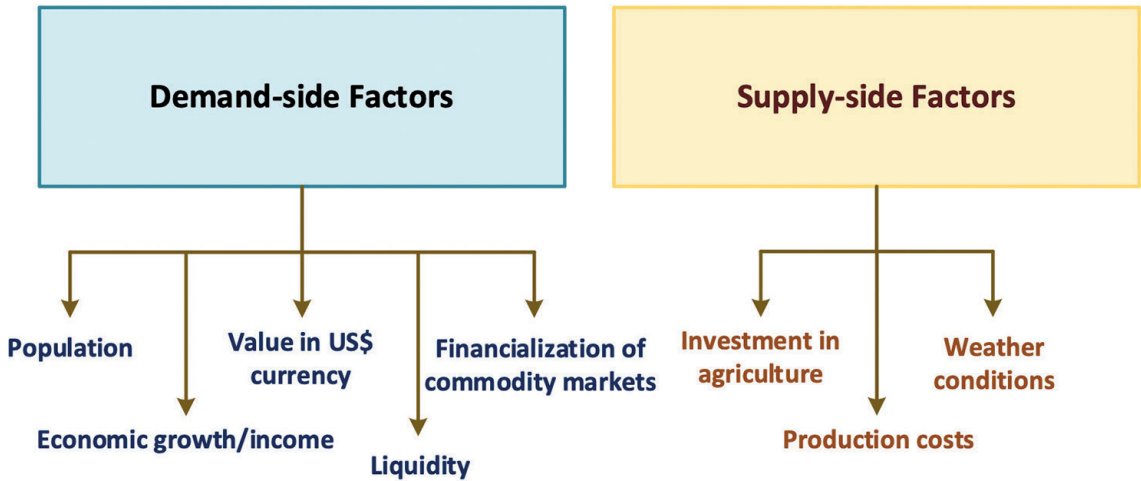 Demand-side Factors
Supply-side Factors
Population
Economic growth/income
Value in US$
currency
Liquidity
Financialization of
commodity markets
Investment in
agriculture
Production costs
Weather
conditions